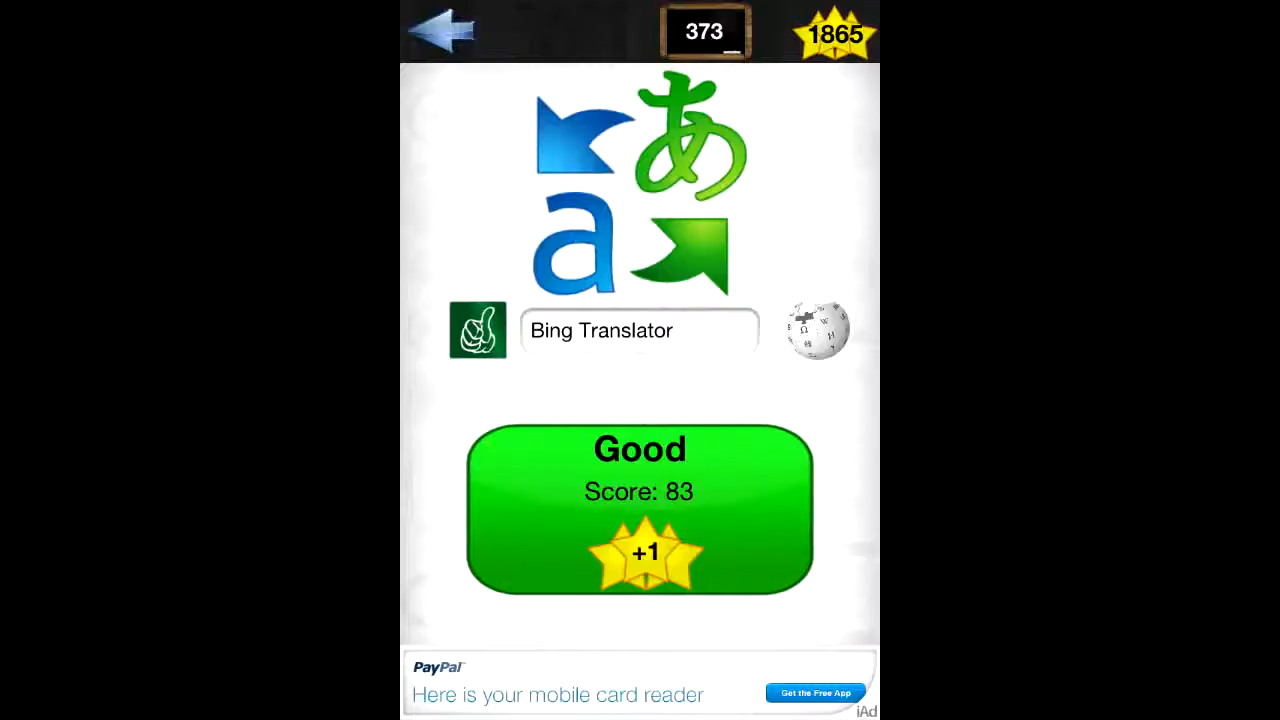 373
1865
あ
a
Bing Translator
Good
Score: 83
+1
PayPal
Here is your mobile card reader
Get the Free App
iAd